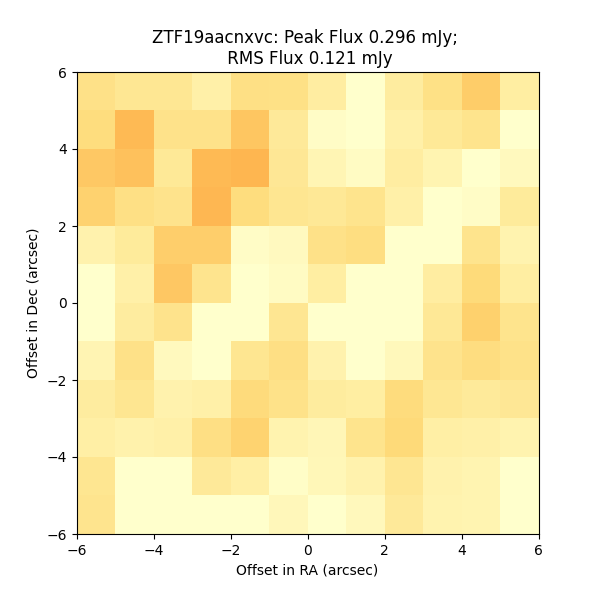 ZTF19aacnxvc: Peak Flux 0.296 mJy;
RMS Flux 0.121 mJy
6
4
2
0
−2
−4
−6
Offset in Dec (arcsec)
−6 −4 −2 0 2 4 6
Offset in RA (arcsec)